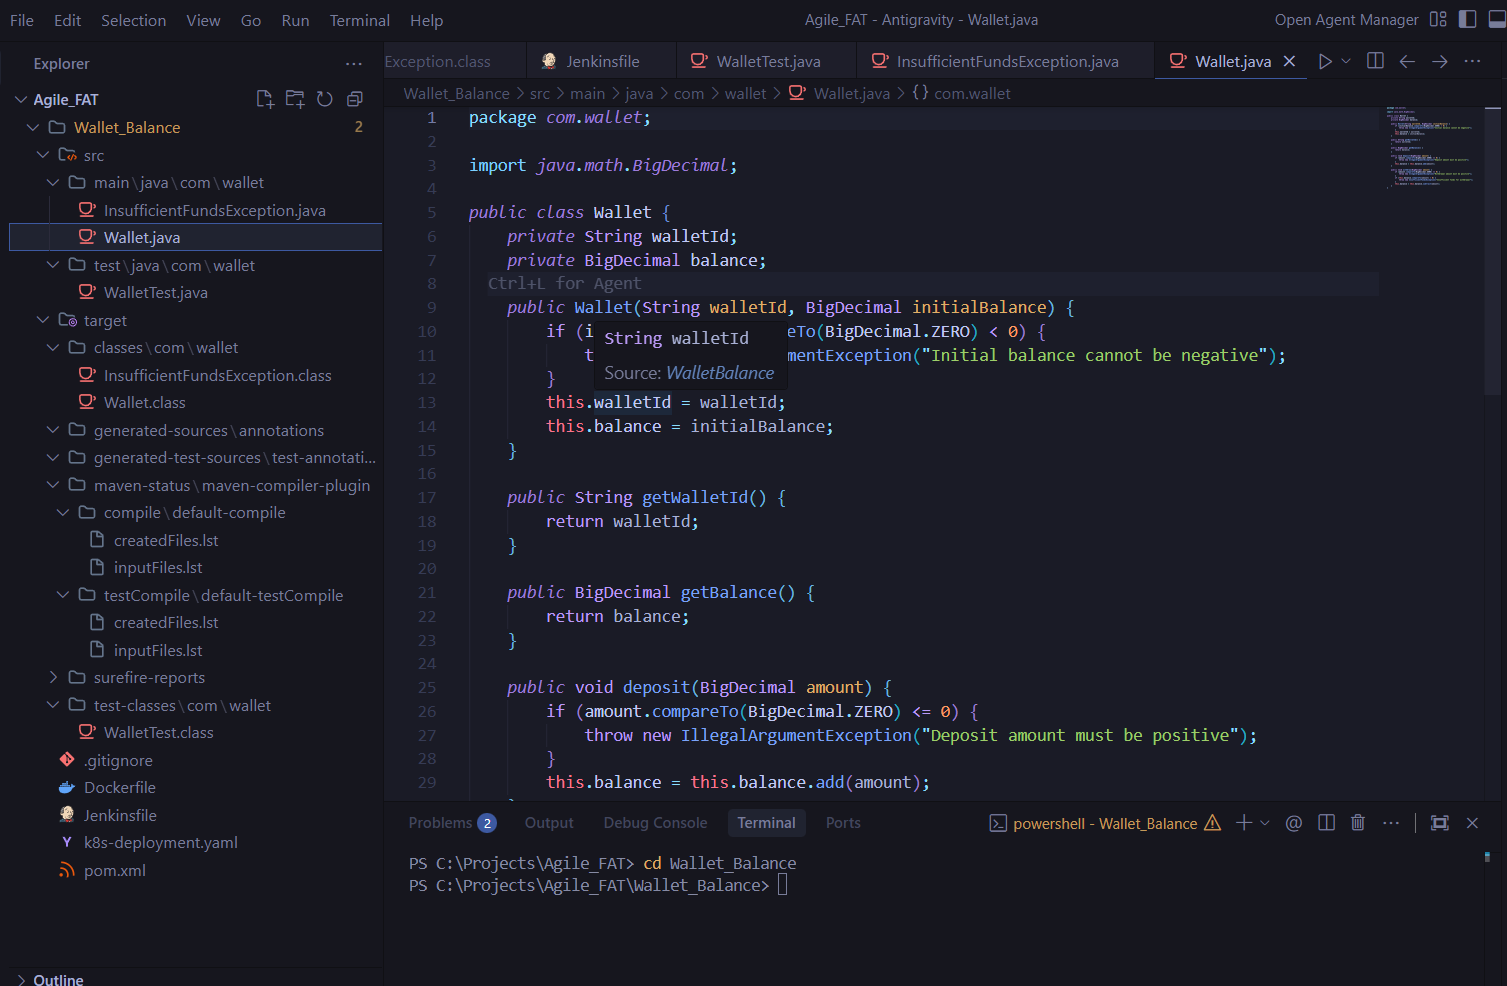 File Edit Selection View Go Run Terminal Help
Agile_FAT - Antigravity - Wallet.java
Open Agent Manager
Explorer
Agile_FAT
Wallet_Balance 2
src
main\java\com\wallet
InsufficientFundsException.java
Wallet.java
test\java\com\wallet
WalletTest.java
target
classes\com\wallet
InsufficientFundsException.class
Wallet.class
generated-sources\annotations
generated-test-sources\test-annotati...
maven-status\maven-compiler-plugin
compile\default-compile
createdFiles.lst
inputFiles.lst
testCompile\default-testCompile
createdFiles.lst
inputFiles.lst
surefire-reports
test-classes\com\wallet
WalletTest.class
.gitignore
Dockerfile
Jenkinsfile
k8s-deployment.yaml
pom.xml
Outline
Exception.class Jenkinsfile WalletTest.java InsufficientFundsException.java Wallet.java
Wallet_Balance > src > main > java > com > wallet > Wallet.java > {} com.wallet
1 package com.wallet;
2
3 import java.math.BigDecimal;
4
5 public class Wallet {
6 private String walletId;
7 private BigDecimal balance;
8 Ctrl+L for Agent
9 public Wallet(String walletId, BigDecimal initialBalance) {
10 if (i eTo(BigDecimal.ZERO) < 0) {
11 t mentException("Initial balance cannot be negative");
12 }
String walletId
Source: WalletBalance
13 this.walletId = walletId;
14 this.balance = initialBalance;
15 }
16
17 public String getWalletId() {
18 return walletId;
19 }
20
21 public BigDecimal getBalance() {
22 return balance;
23 }
24
25 public void deposit(BigDecimal amount) {
26 if (amount.compareTo(BigDecimal.ZERO) <= 0) {
27 throw new IllegalArgumentException("Deposit amount must be positive");
28 }
29 this.balance = this.balance.add(amount);
Problems 2 Output Debug Console Terminal Ports
powershell - Wallet_Balance
PS C:\Projects\Agile_FAT> cd Wallet_Balance
PS C:\Projects\Agile_FAT\Wallet_Balance>